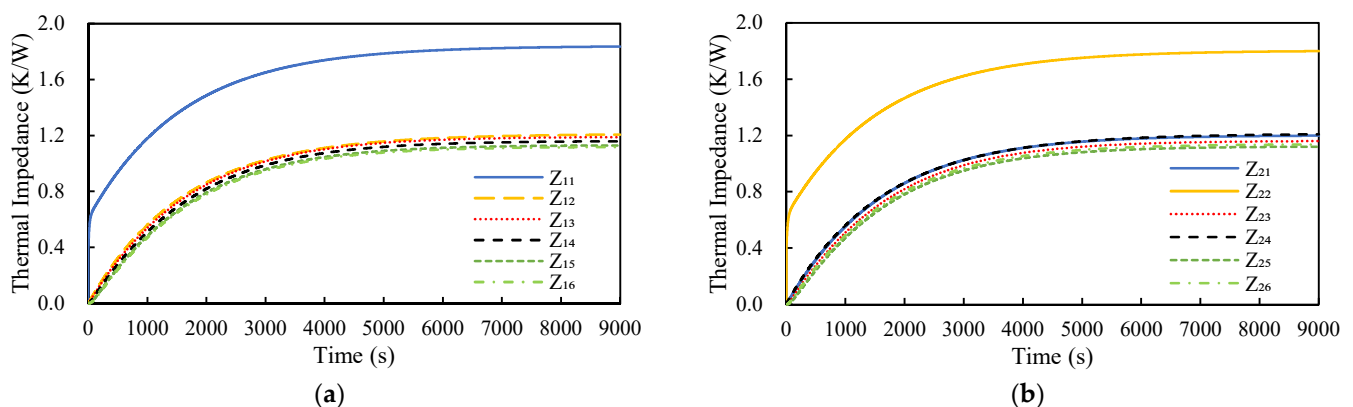 Thermal Impedance (K/W)
2.0
1.6
1.2
0.8
0.4
0.0
0 1000 2000 3000 4000 5000 6000 7000 8000 9000
Time (s)
Z₁₁
Z₁₂
Z₁₃
Z₁₄
Z₁₅
Z₁₆
(a)
Thermal Impedance (K/W)
2.0
1.6
1.2
0.8
0.4
0.0
0 1000 2000 3000 4000 5000 6000 7000 8000 9000
Time (s)
Z₂₁
Z₂₂
Z₂₃
Z₂₄
Z₂₅
Z₂₆
(b)